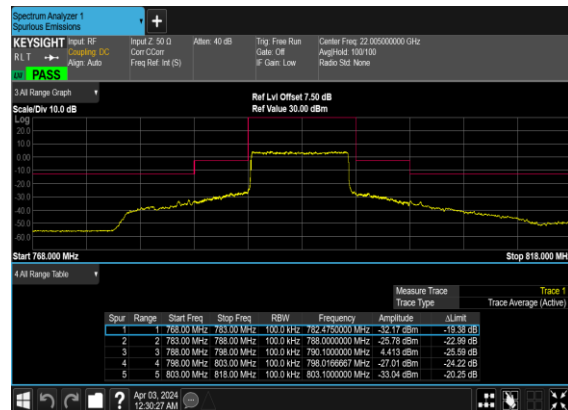 Spectrum Analyzer 1
Spurious Emissions
+
KEYSIGHT Input: RF Input Z: 50 Ω Atten: 40 dB Trig: Free Run Center Freq: 22.005000000 GHz
RLT Coupling: DC Corr CCorr Gate: Off Avg|Hold: 100/100
Align: Auto Freq Ref: Int (S) IF Gain: Low Radio Std: None
PASS
3 All Range Graph
Ref Lvl Offset 7.50 dB
Scale/Div 10.0 dB Ref Value 30.00 dBm
Log
20.0
10.0
0.00
-10.0
-20.0
-30.0
-40.0
-50.0
-60.0
Start 768.000 MHz Stop 818.000 MH
4 All Range Table
Measure Trace Trace 1
Trace Type Trace Average (Active)
Spur Range Start Freq Stop Freq RBW Frequency Amplitude ΔLimit
1 1 768.00 MHz 783.00 MHz 100.0 kHz 782.4750000 MHz -32.17 dBm -19.38 dB
2 2 783.00 MHz 788.00 MHz 100.0 kHz 788.0000000 MHz -25.78 dBm -22.99 dB
3 3 788.00 MHz 798.00 MHz 100.0 kHz 790.1000000 MHz 4.413 dBm -25.59 dB
4 4 798.00 MHz 803.00 MHz 100.0 kHz 798.0166667 MHz -27.01 dBm -24.22 dB
5 5 803.00 MHz 818.00 MHz 100.0 kHz 803.1000000 MHz -33.04 dBm -20.25 dB
? Apr 03, 2024
12:30:27 AM